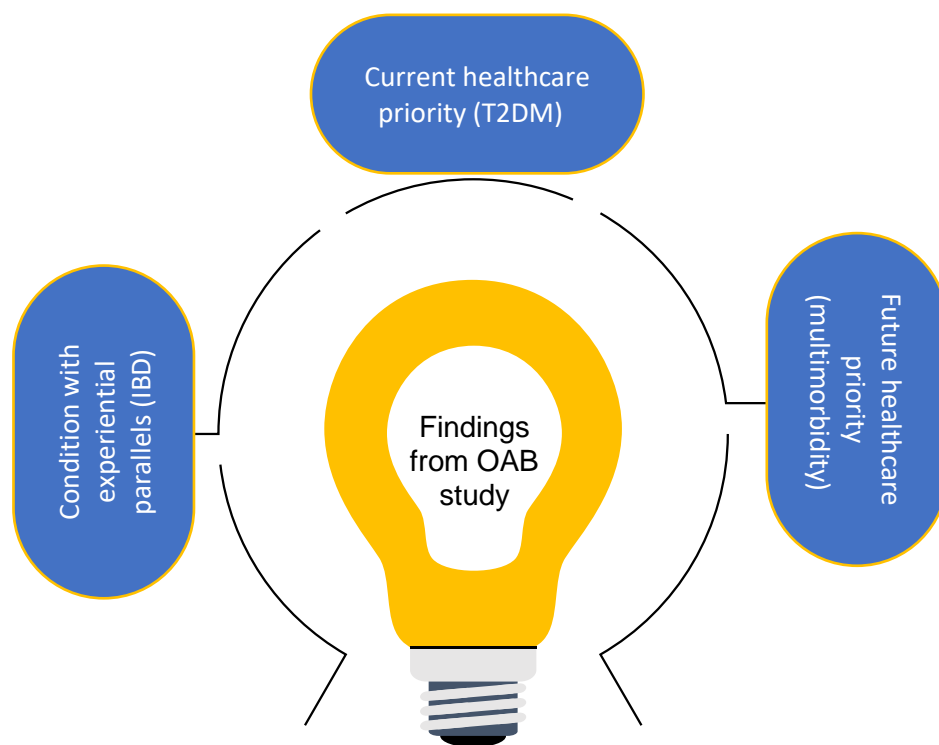 Current healthcare
priority (T2DM)
Condition with
experiential
parallels (IBD)
Findings
from OAB
study
Future healthcare
priority
(multimorbidity)